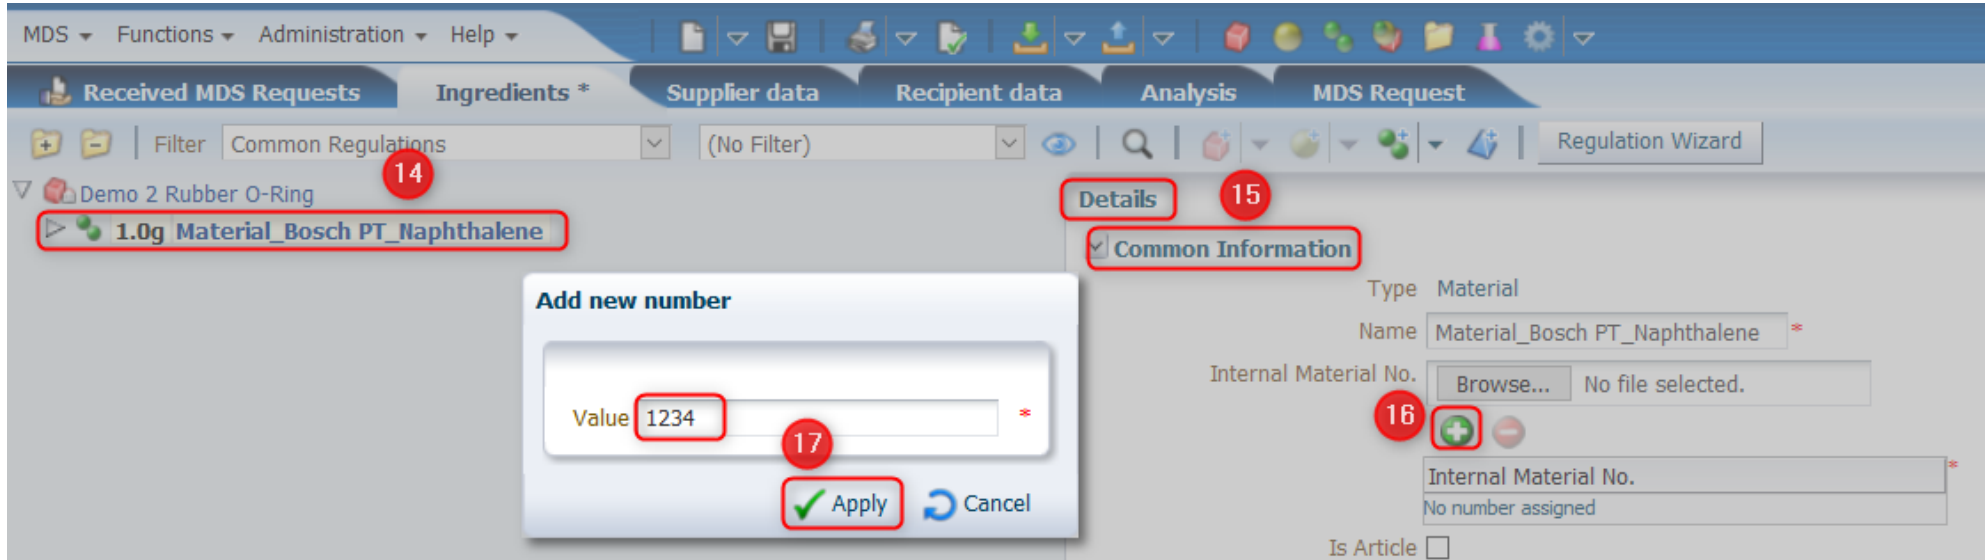 MDS Functions Administration Help
Received MDS Requests Ingredients * Supplier data Recipient data Analysis MDS Request
Filter Common Regulations (No Filter) Regulation Wizard
14
Demo 2 Rubber O-Ring
1.0g Material_Bosch PT_Naphthalene
Details
15
Common Information
Type Material
Name Material_Bosch PT_Naphthalene *
Internal Material No. Browse... No file selected.
16
Internal Material No. *
No number assigned
Is Article
Add new number
Value 1234 *
17
Apply Cancel